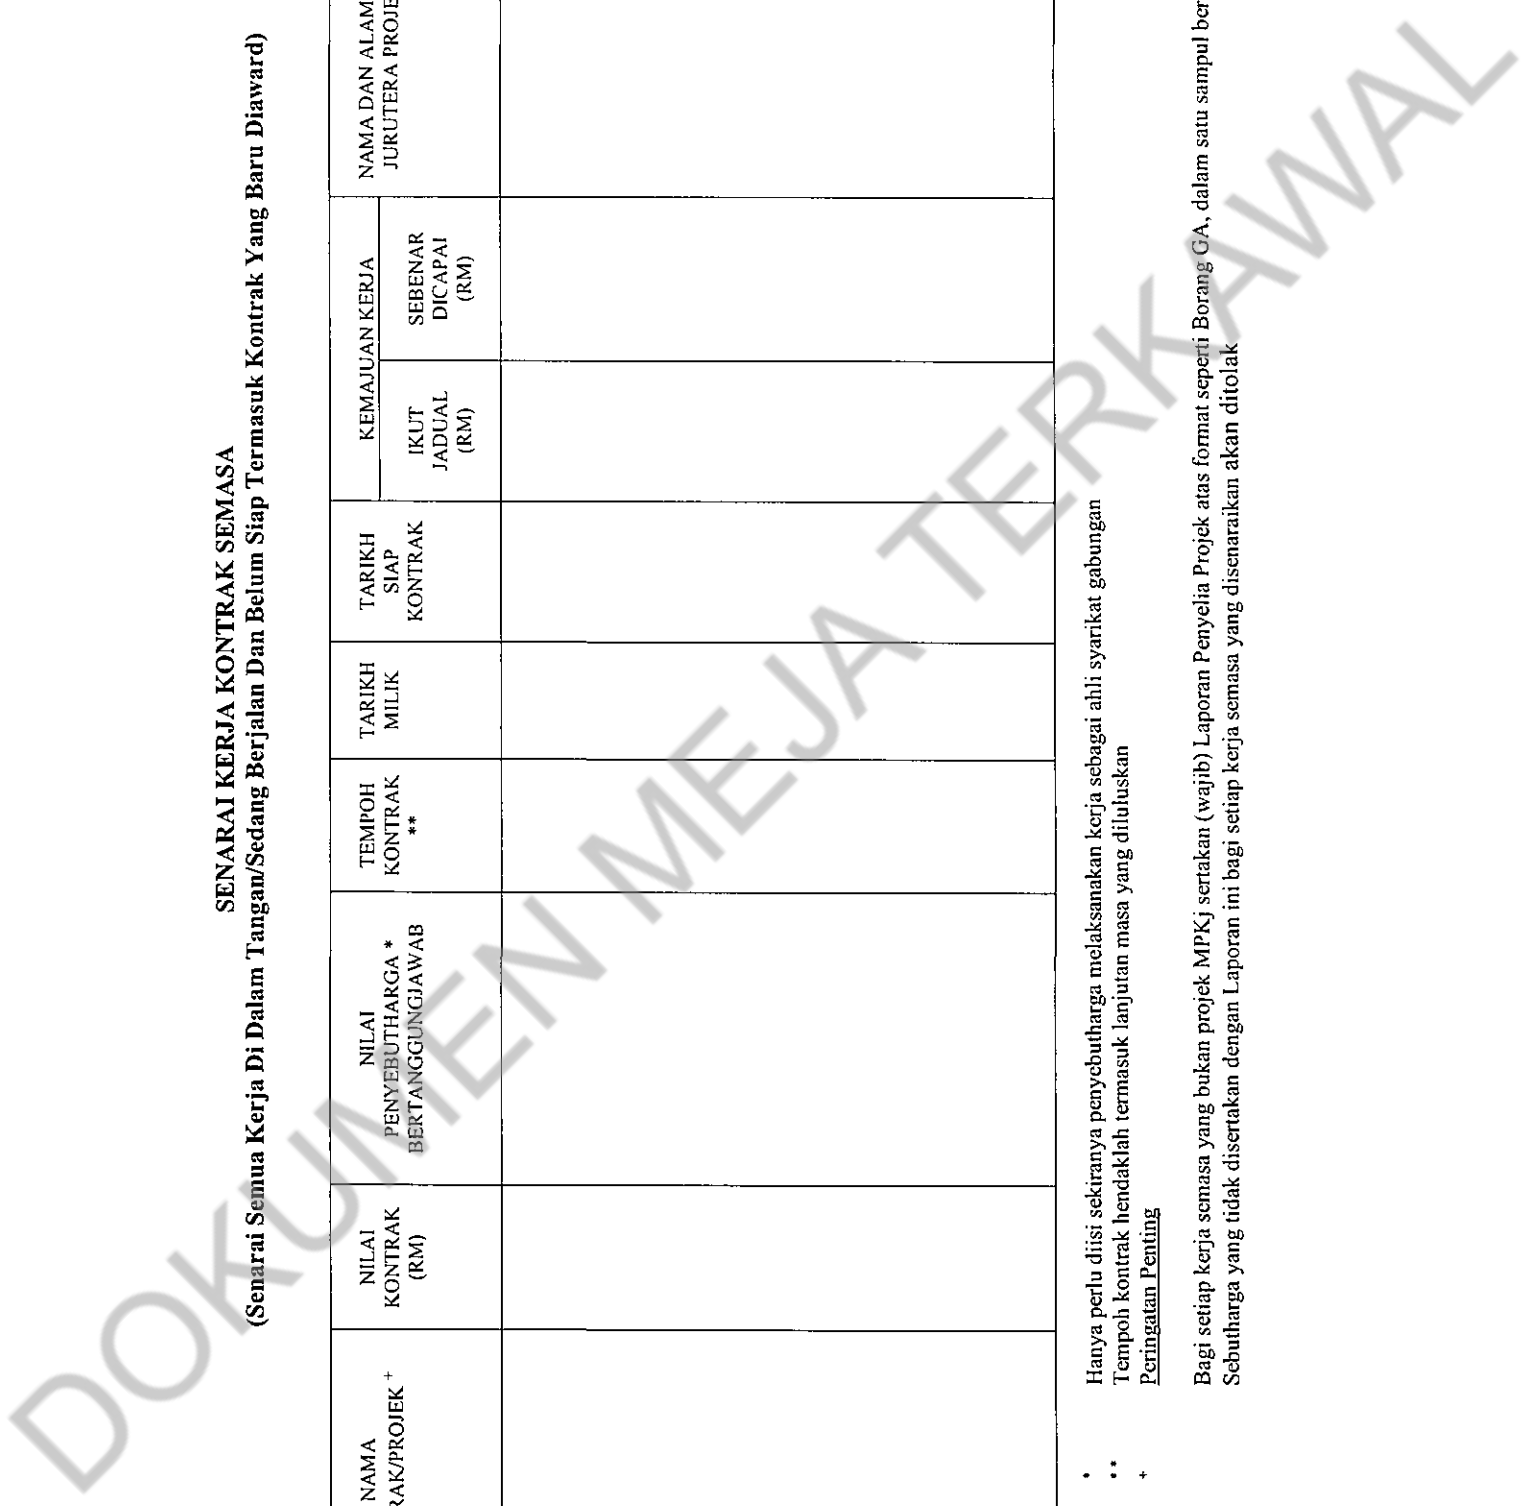 SENARAI KERJA KONTRAK SEMASA
(Senarai Semua Kerja Di Dalam Tangan/Sedang Berjalan Dan Belum Siap Termasuk Kontrak Yang Baru Diaward)
NAMA
RAK/PROJEK +
NILAI
KONTRAK
(RM)
NILAI
PENYEBUTHARGA *
BERTANGGUNGJAWAB
TEMPOH
KONTRAK
**
TARIKH
MILIK
TARIKH
SIAP
KONTRAK
KEMAJUAN KERJA
IKUT
JADUAL
(RM)
SEBENAR
DICAPAI
(RM)
NAMA DAN ALAM
JURUTERA PROJE
* Hanya perlu diisi sekiranya penyebutharga melaksanakan kerja sebagai ahli syarikat gabungan
** Tempoh kontrak hendaklah termasuk lanjutan masa yang diluluskan
+ Peringatan Penting
Bagi setiap kerja semasa yang bukan projek MPKj sertakan (wajib) Laporan Penyelia Projek atas format seperti Borang GA, dalam satu sampul ber
Sebutharga yang tidak disertakan dengan Laporan ini bagi setiap kerja semasa yang disenaraikan akan ditolak
DOKUMEN MEJA TERKAWAL